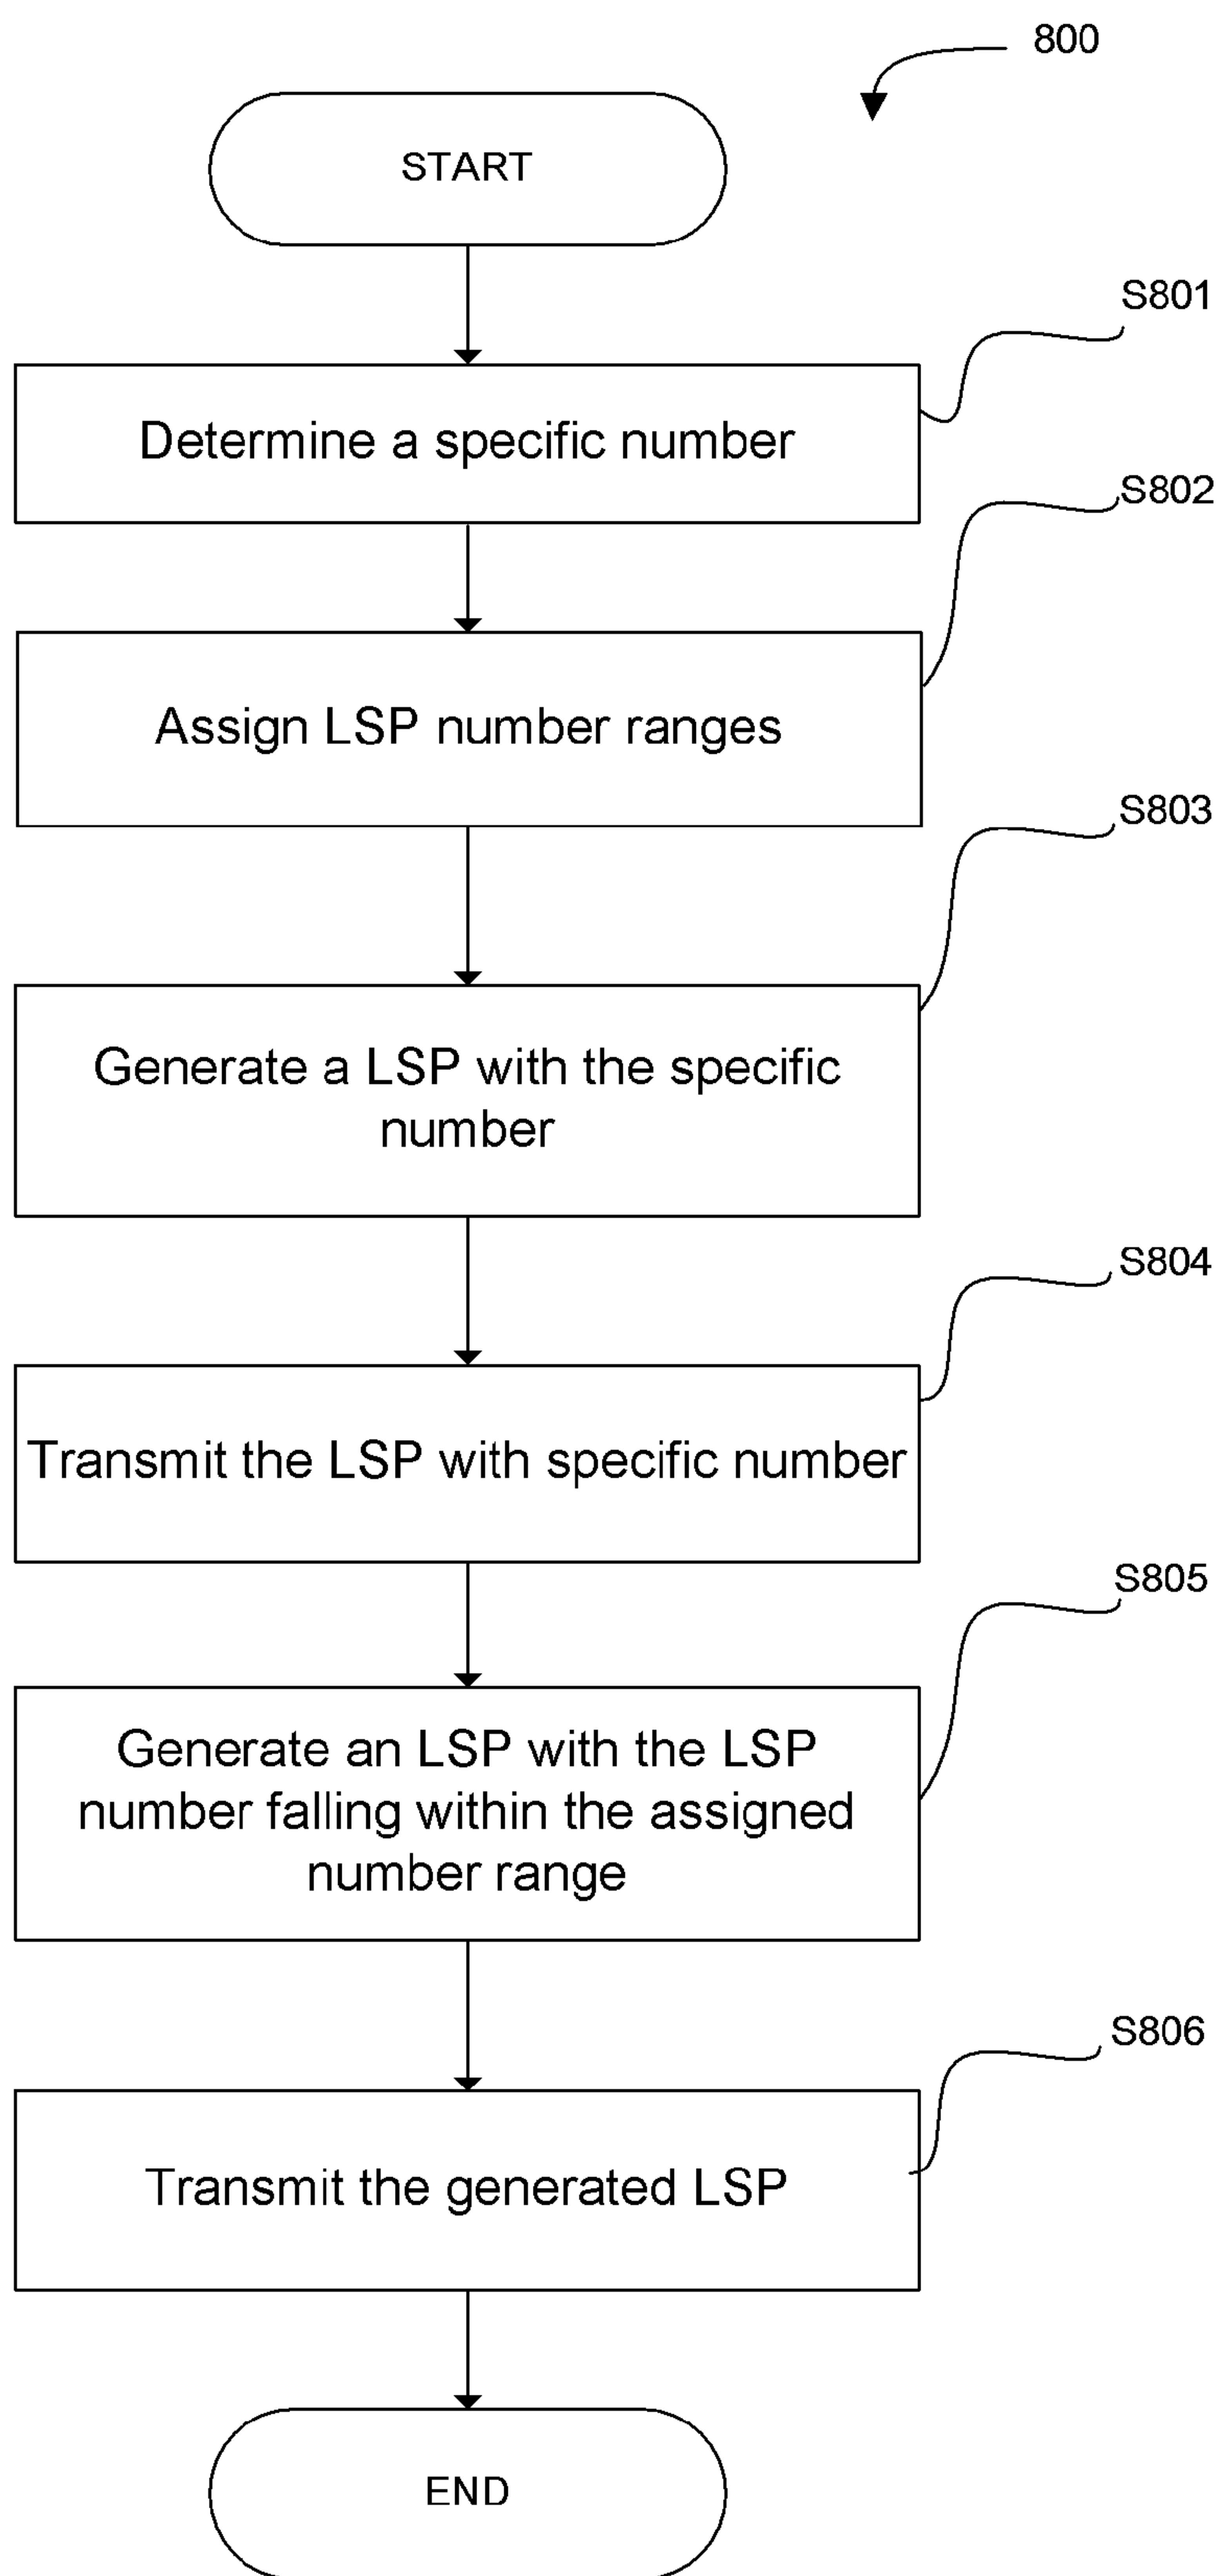 800
START
S801
Determine a specific number
S802
Assign LSP number ranges
S803
Generate a LSP with the specific
number
S804
Transmit the LSP with specific number
S805
Generate an LSP with the LSP
number falling within the assigned
number range
S806
Transmit the generated LSP
END